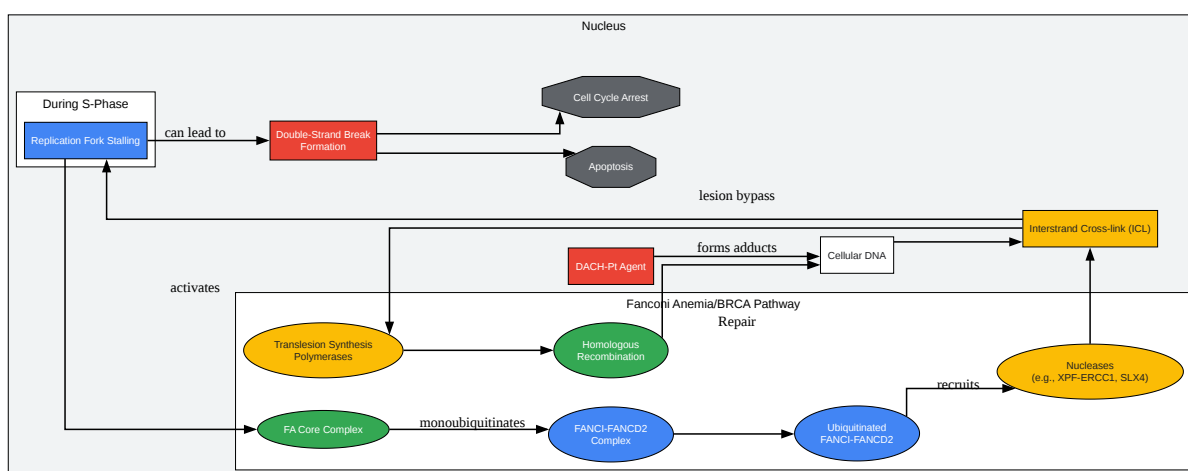 Nucleus
During S-Phase
Replication Fork Stalling
can lead to
Double-Strand Break
Formation
Cell Cycle Arrest
Apoptosis
lesion bypass
Interstrand Cross-link (ICL)
DACH-Pt Agent
forms adducts
Cellular DNA
activates
Fanconi Anemia/BRCA Pathway
Repair
Translesion Synthesis
Polymerases
Homologous
Recombination
Nucleases
(e.g., XPF-ERCC1, SLX4)
recruits
FA Core Complex
monoubiquitinates
FANCI-FANCD2
Complex
Ubiquitinated
FANCI-FANCD2